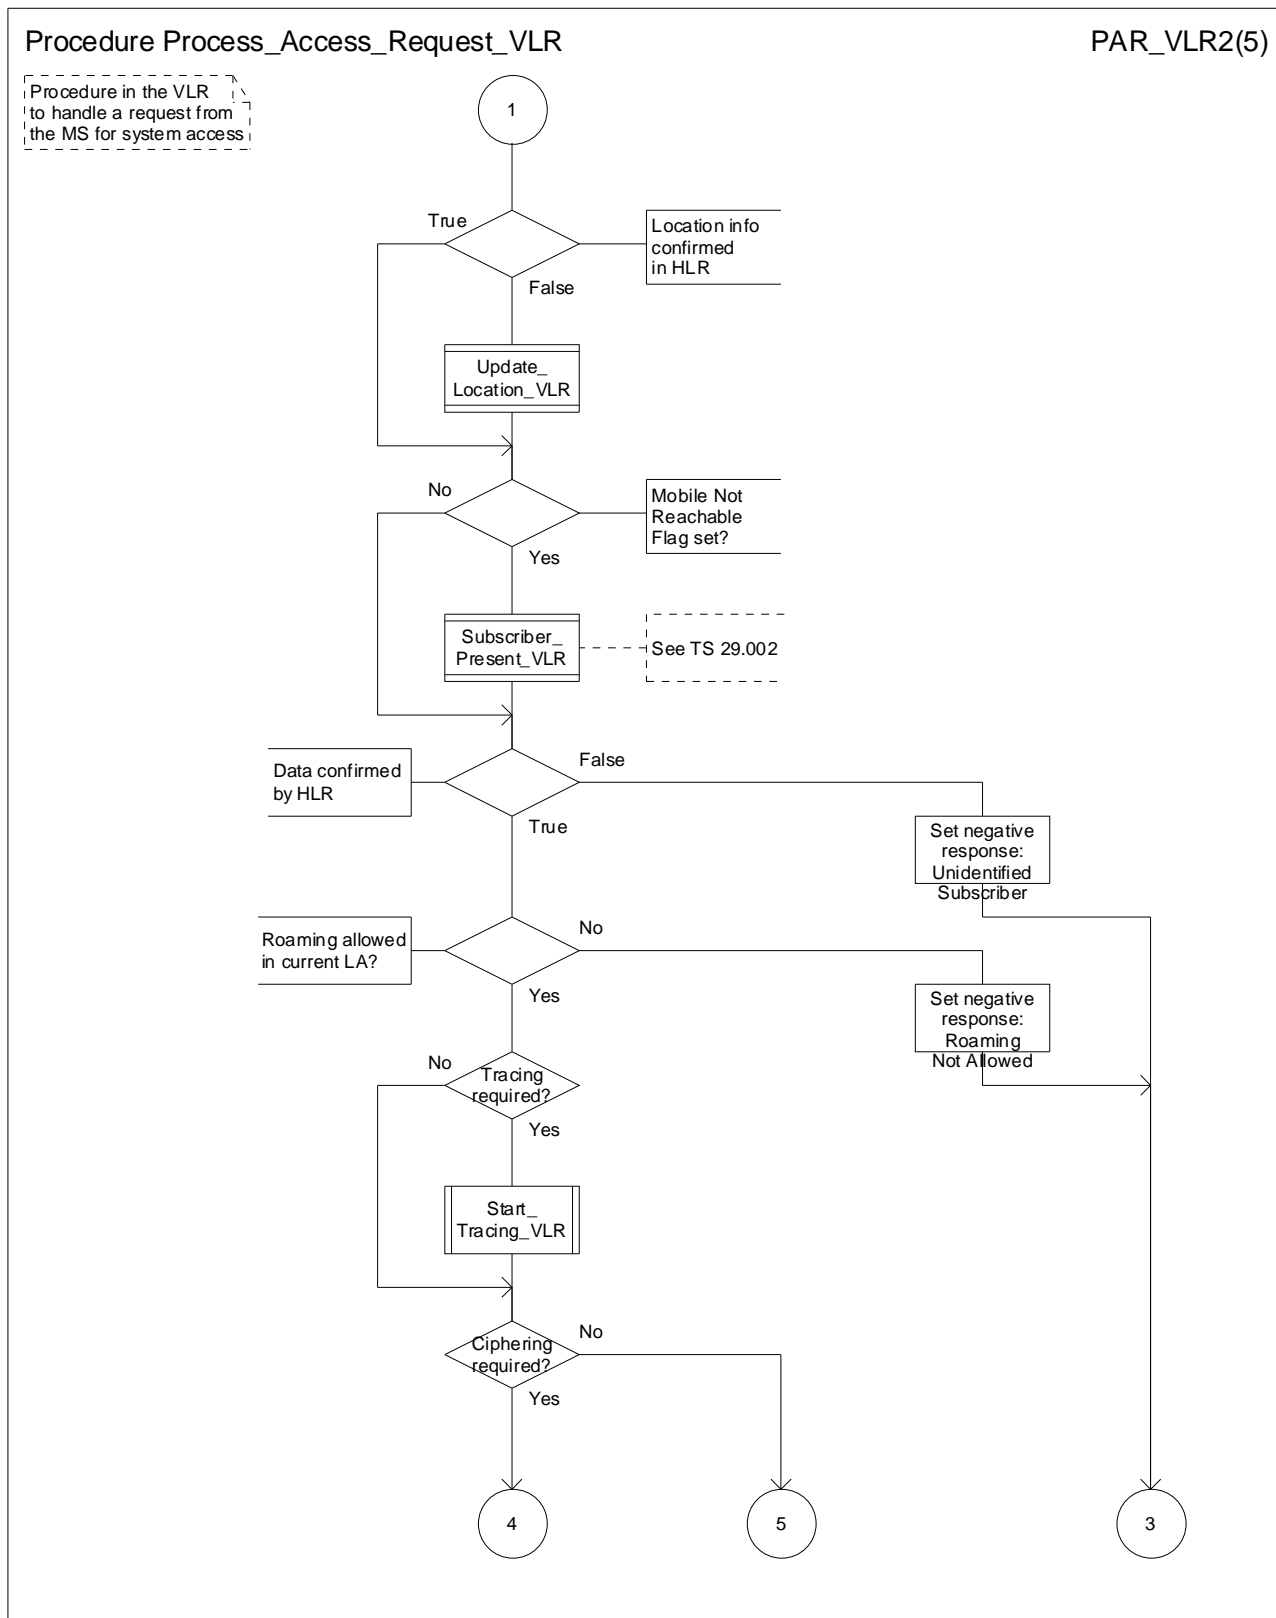 Procedure Process_Access_Request_VLR
PAR_VLR2(5)
Procedure in the VLR
to handle a request from
the MS for system access
1
True
Location info
confirmed
in HLR
False
Update_
Location_VLR
No
Mobile Not
Reachable
Flag set?
Yes
Subscriber_
Present_VLR
See TS 29.002
Data confirmed
by HLR
False
True
Set negative
response:
Unidentified
Subscriber
Roaming allowed
in current LA?
No
Yes
Set negative
response:
Roaming
Not Allowed
No
Tracing
required?
Yes
Start_
Tracing_VLR
Ciphering
required?
No
Yes
4
5
3